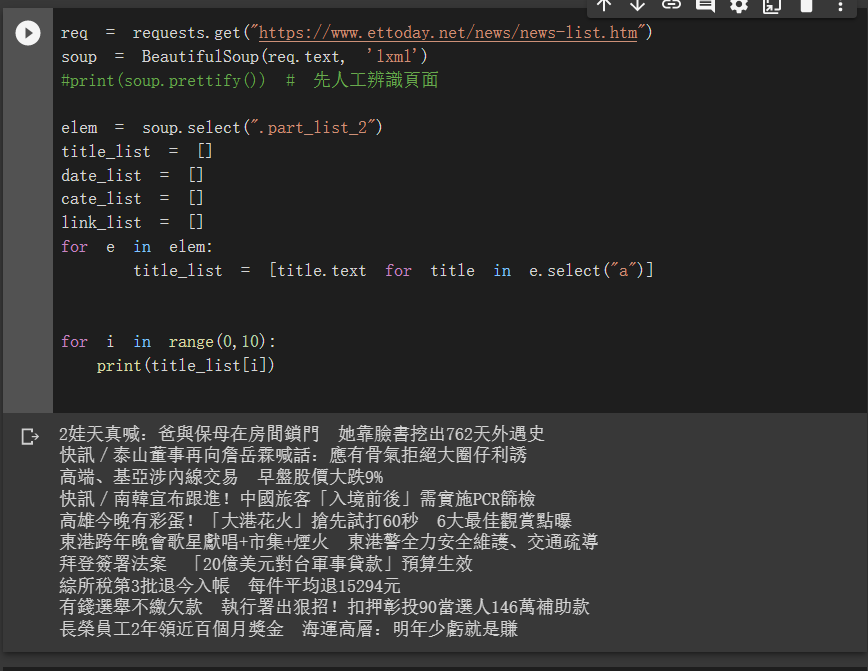 req = requests.get("https://www.ettoday.net/news/news-list.htm")
soup = BeautifulSoup(req.text, 'lxml')
#print(soup.prettify()) # 先人工辨識頁面
elem = soup.select(".part_list_2")
title_list = []
date_list = []
cate_list = []
link_list = []
for e in elem:
title_list = [title.text for title in e.select("a")]
for i in range(0,10):
print(title_list[i])
2娃天真喊：爸與保母在房間鎖門 她靠臉書挖出762天外遇史
快訊／泰山董事再向詹岳霖喊話：應有骨氣拒絕大圈仔利誘
高端、基亞涉內線交易 早盤股價大跌9%
快訊／南韓宣布跟進！中國旅客「入境前後」需實施PCR篩檢
高雄今晚有彩蛋！「大港花火」搶先試打60秒 6大最佳觀賞點曝
東港跨年晚會歌星獻唱+市集+煙火 東港警全力安全維護、交通疏導
拜登簽署法案 「20億美元對台軍事貸款」預算生效
綜所稅第3批退今入帳 每件平均退15294元
有錢選舉不繳欠款 執行署出狠招！扣押彰投90當選人146萬補助款
長榮員工2年領近百個月獎金 海運高層：明年少虧就是賺